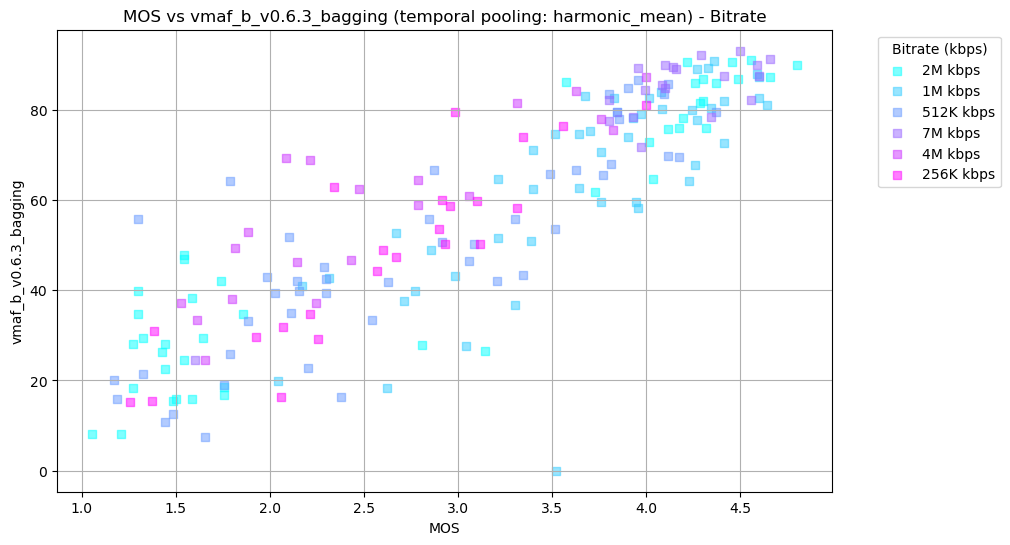 MOS vs vmaf_b_v0.6.3_bagging (temporal pooling: harmonic_mean) - Bitrate
vmaf_b_v0.6.3_bagging
80
60
40
20
0
1.0 1.5 2.0 2.5 3.0 3.5 4.0 4.5
MOS
Bitrate (kbps)
2M kbps
1M kbps
512K kbps
7M kbps
4M kbps
256K kbps